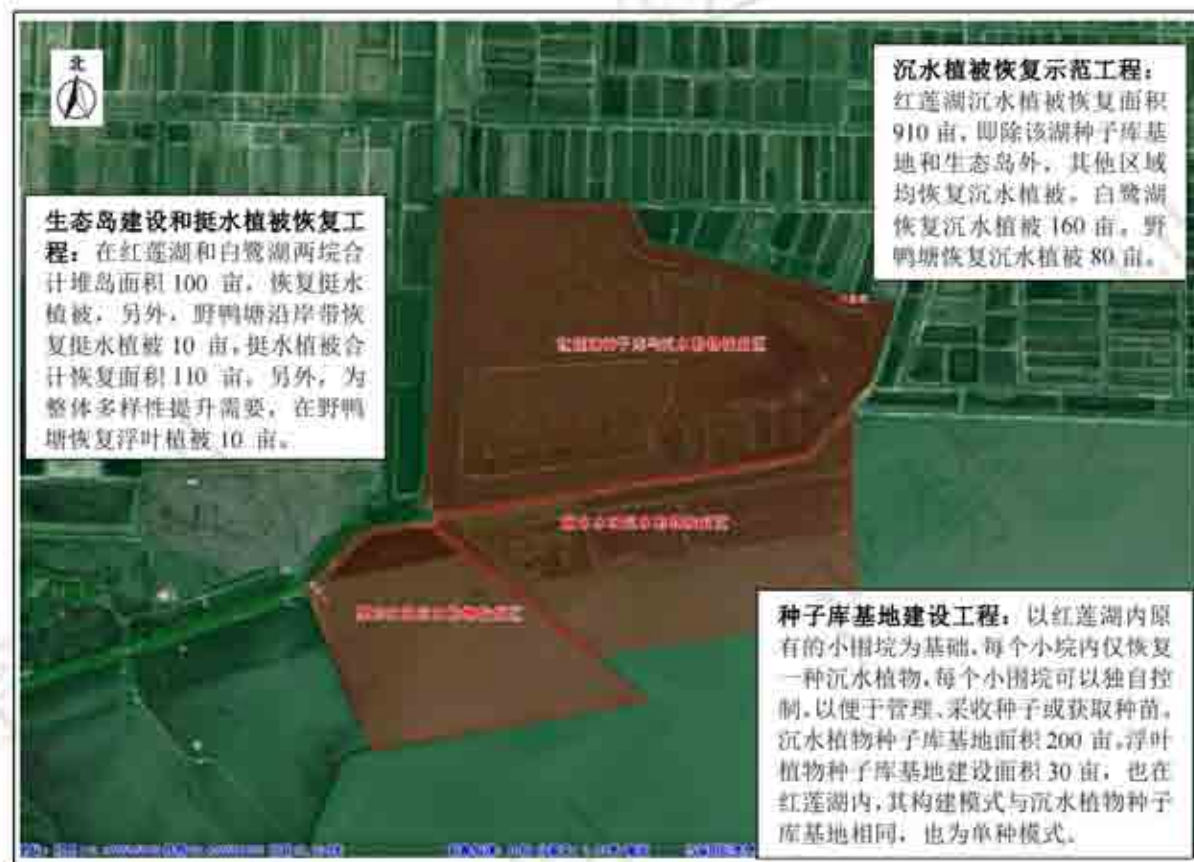 北
沉水植被恢复示范工程：
红莲湖沉水植被恢复面积
910 亩，即除该湖种子库基
地和生态岛外，其他区域
均恢复沉水植被。白鹭湖
恢复沉水植被 160 亩。野
鸭塘恢复沉水植被 80 亩。
生态岛建设和挺水植被恢复工
程：在红莲湖和白鹭湖两垸合
计堆岛面积 100 亩，恢复挺水
植被，另外，野鸭塘沿岸带恢
复挺水植被 10 亩，挺水植被合
计恢复面积 110 亩。另外，为
整体多样性提升需要，在野鸭
塘恢复浮叶植被 10 亩。
种子库基地建设工程：以红莲湖内原
有的小围垸为基础，每个小垸内仅恢复
一种沉水植物，每个小围垸可以独自控
制，以便于管理、采收种子或获取种苗。
沉水植物种子库基地面积 200 亩，浮叶
植物种子库基地建设面积 30 亩，也在
红莲湖内，其构建模式与沉水植物种子
库基地相同，也为单种模式。